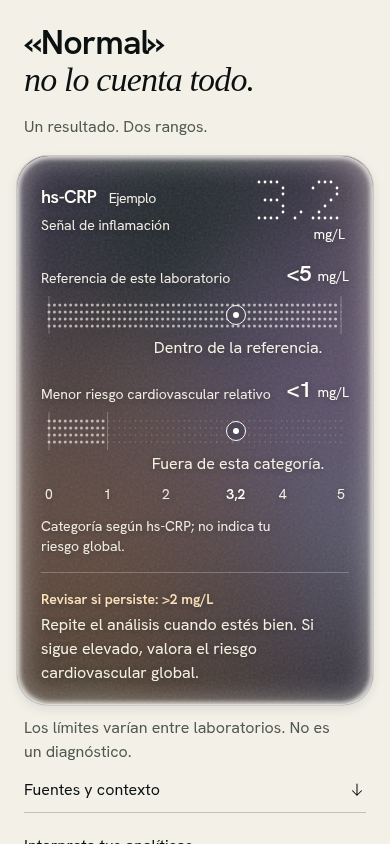 «Normal»
no lo cuenta todo.
Un resultado. Dos rangos.
hs-CRP Ejemplo
3,2
Señal de inflamación
mg/L
Referencia de este laboratorio <5 mg/L
Dentro de la referencia.
Menor riesgo cardiovascular relativo <1 mg/L
Fuera de esta categoría.
0 1 2 3,2 4 5
Categoría según hs-CRP; no indica tu
riesgo global.
Revisar si persiste: >2 mg/L
Repite el análisis cuando estés bien. Si
sigue elevado, valora el riesgo
cardiovascular global.
Los límites varían entre laboratorios. No es
un diagnóstico.
Fuentes y contexto